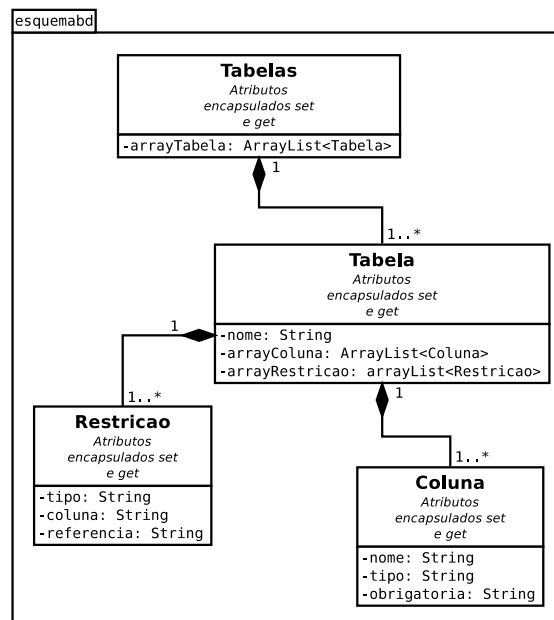 esquemabd
Tabelas
Atributos
encapsulados set
e get
-arrayTabela: ArrayList<Tabela>
1
1..*
Tabela
Atributos
encapsulados set
e get
-nome: String
-arrayColuna: ArrayList<Coluna>
-arrayRestricao: arrayList<Restricao>
1
1..*
Restricao
Atributos
encapsulados set
e get
-tipo: String
-coluna: String
-referencia: String
1
1..*
Coluna
Atributos
encapsulados set
e get
-nome: String
-tipo: String
-obrigatoria: String